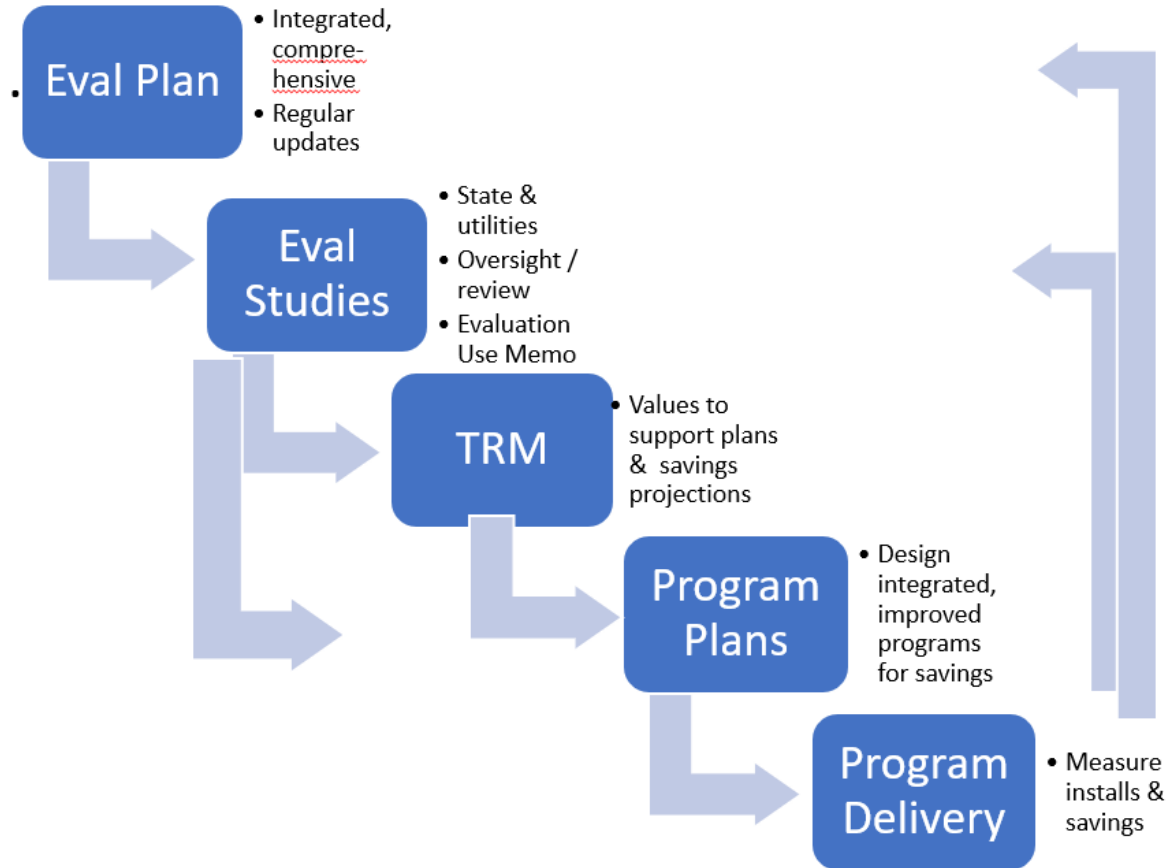 Eval Plan
• Integrated,
compre-
hensive
• Regular
updates
•
Eval
Studies
• State &
utilities
• Oversight /
review
• Evaluation
Use Memo
TRM
• Values to
support plans
& savings
projections
Program
Plans
• Design
integrated,
improved
programs
for savings
Program
Delivery
• Measure
installs &
savings